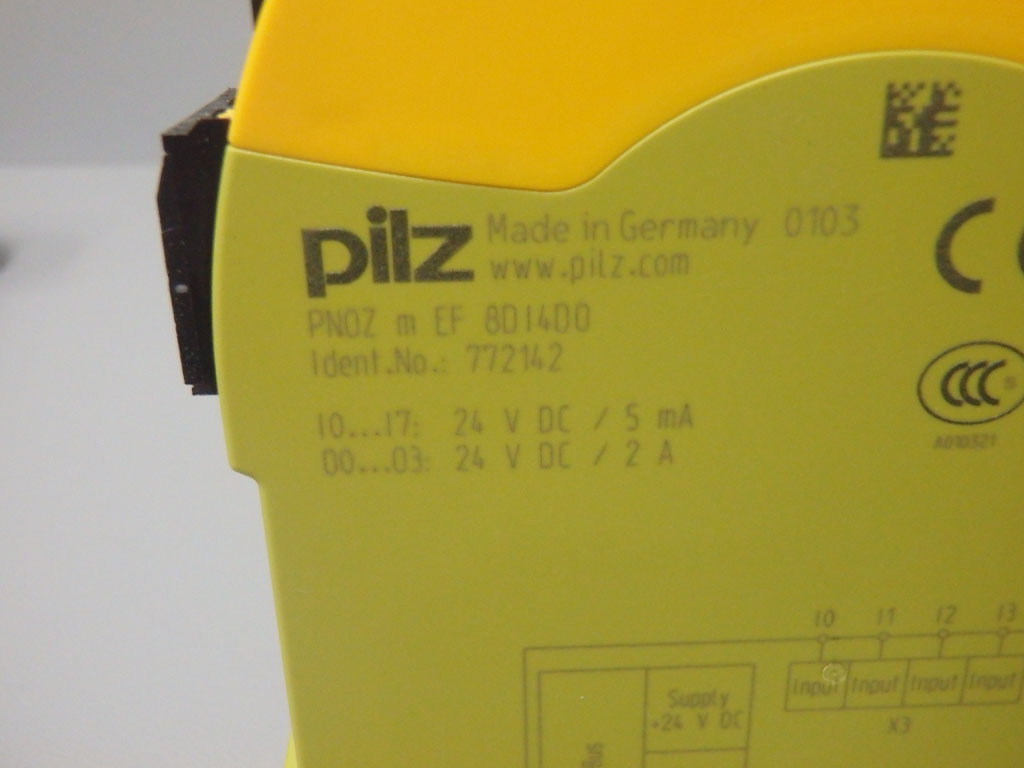 pilz Made in Germany 0103
www.pilz.com
PNOZ m EF 8DI4DO
Ident.No.: 772142
I0...I7: 24 V DC / 5 mA
O0...O3: 24 V DC / 2 A
CCC S
A010321
I0 I1 I2 I3
Input Input Input Input
X3
Supply
+24 V DC